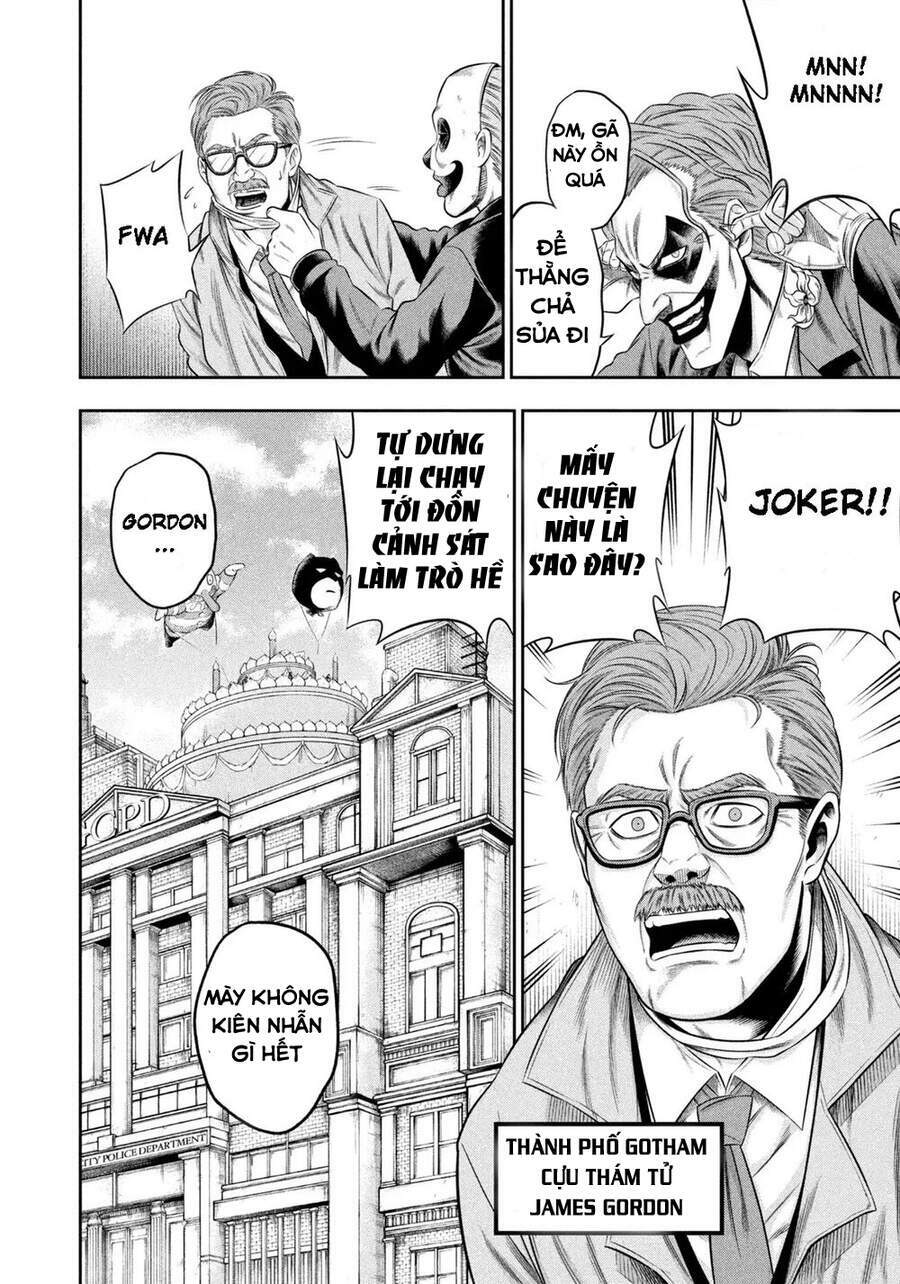 MNN!
MNNNN!
ĐM, GÃ
NÀY ỒN
QUÁ
ĐỂ
THẰNG
CHẢ
SỦA ĐI
FWA
JOKER!!
MẤY
CHUYỆN
NÀY LÀ
SAO ĐÂY?
TỰ DƯNG
LẠI CHẠY
TỚI ĐỒN
CẢNH SÁT
LÀM TRÒ HỀ
THÀNH PHỐ GOTHAM
CỰU THÁM TỬ
JAMES GORDON
GORDON
...
GCPD
MÀY KHÔNG
KIÊN NHẪN
GÌ HẾT
TY POLICE DEPARTMENT